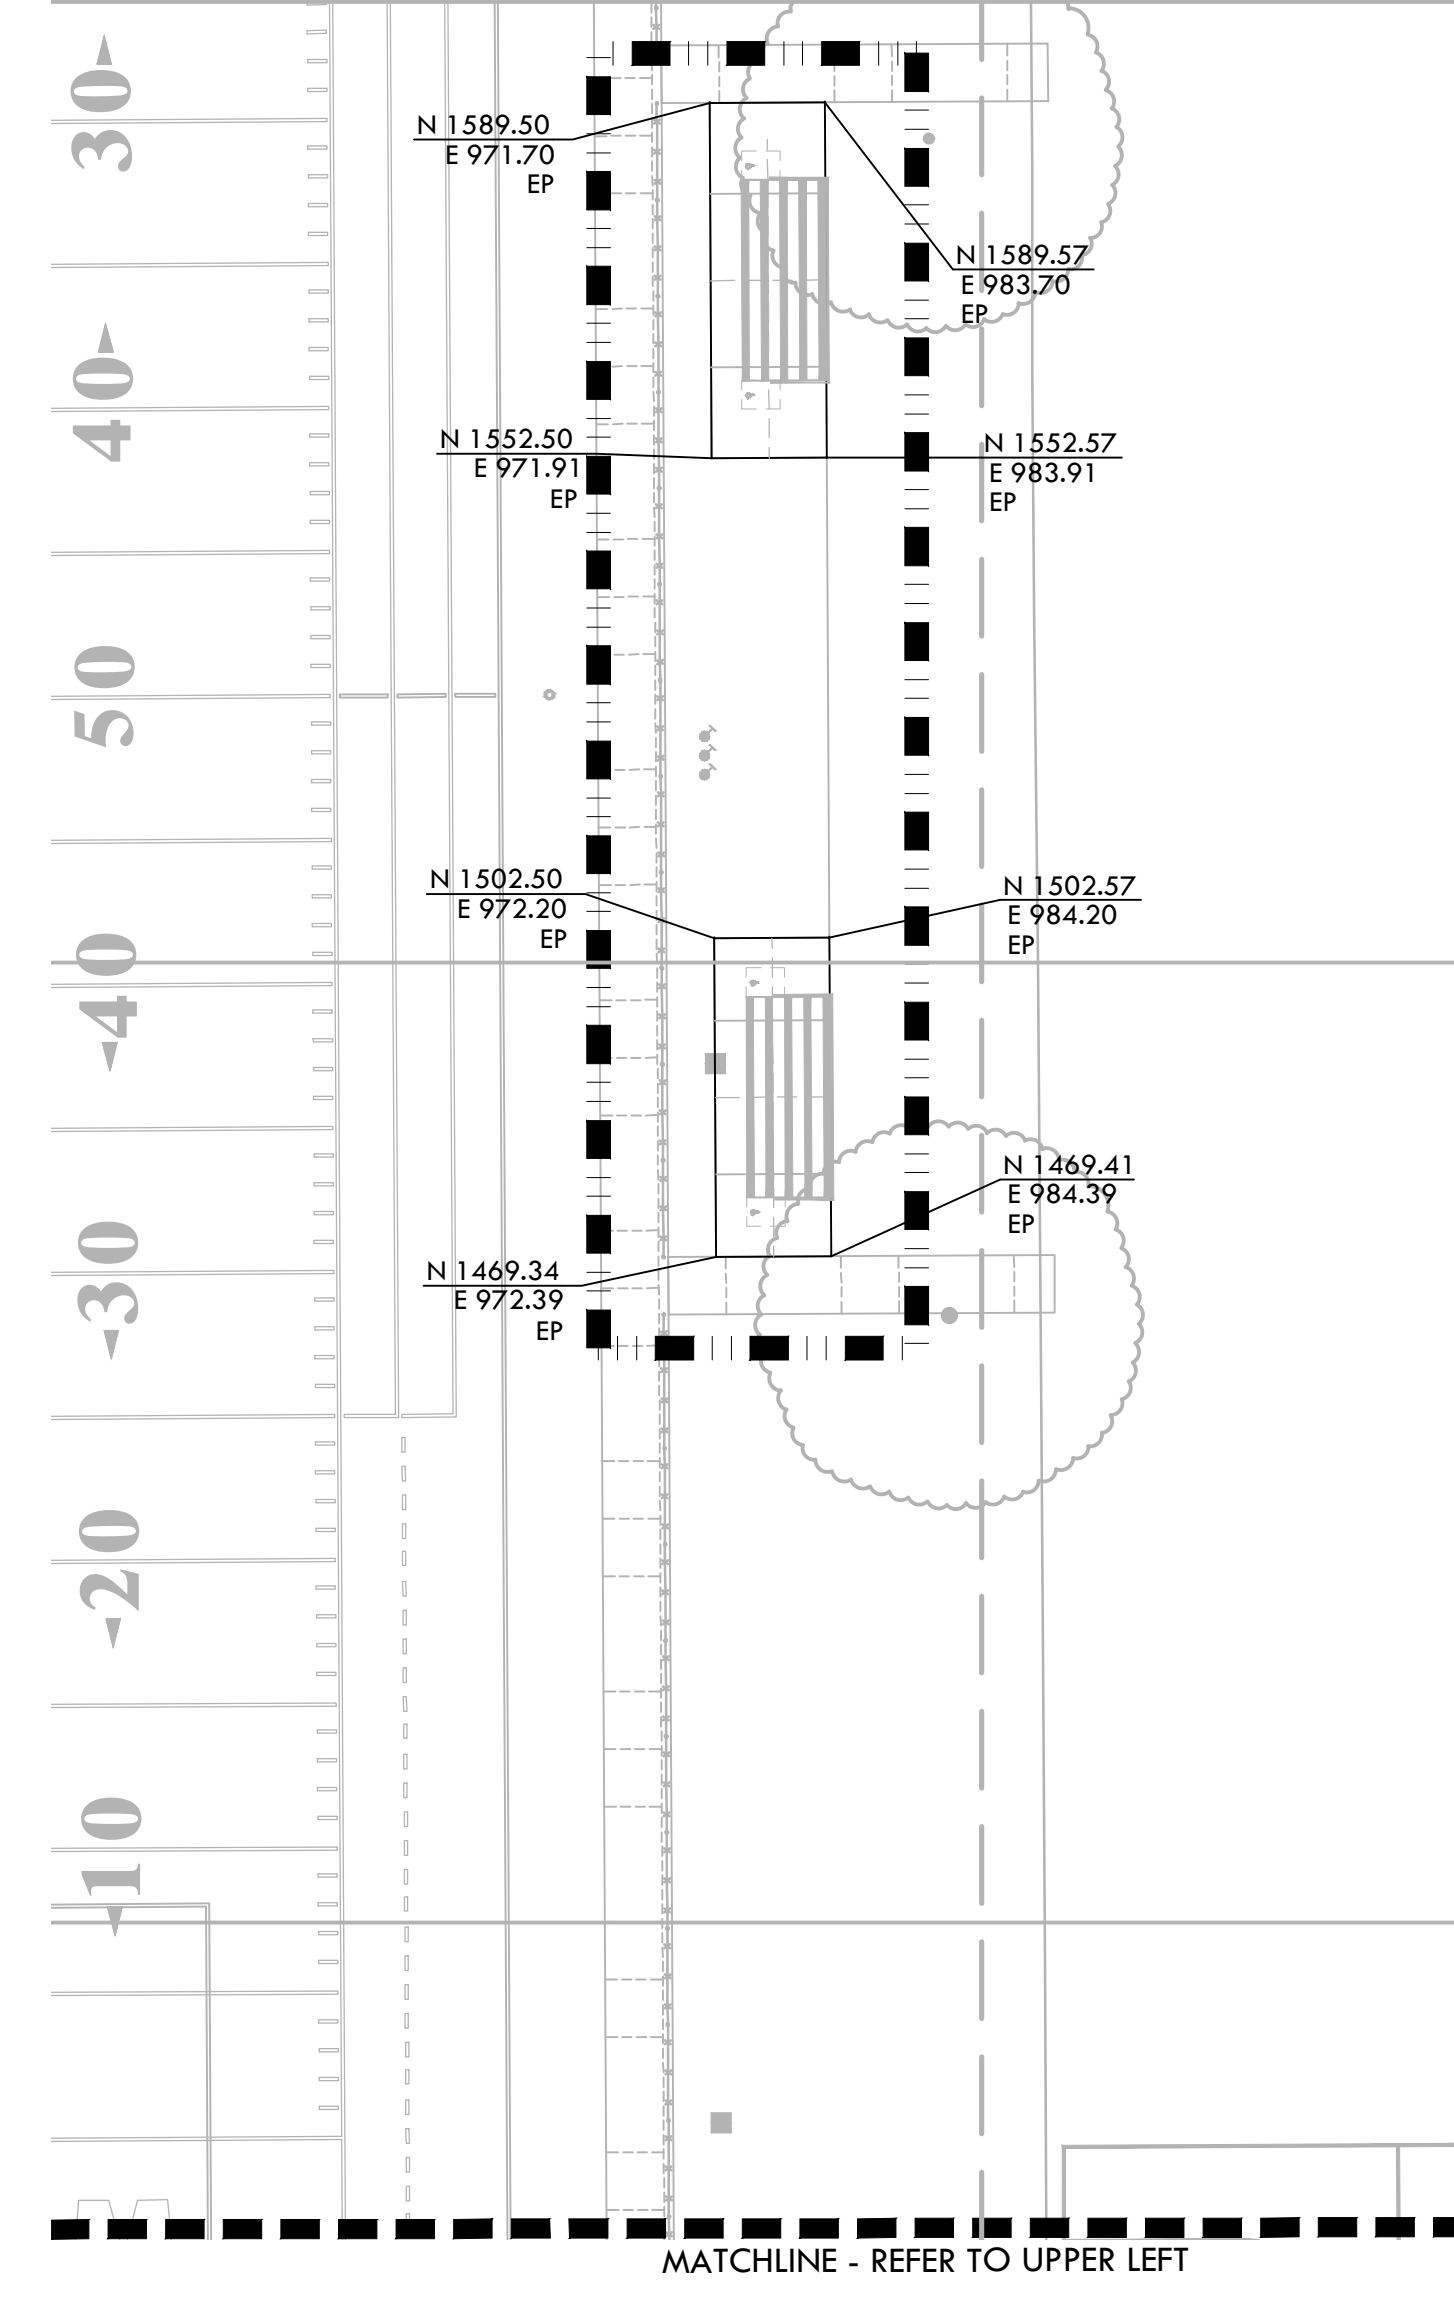 30
40
50
40
30
20
10
N 1589.50
E 971.70
EP
N 1589.57
E 983.70
EP
N 1552.50
E 971.91
EP
N 1552.57
E 983.91
EP
N 1502.50
E 972.20
EP
N 1502.57
E 984.20
EP
N 1469.41
E 984.39
EP
N 1469.34
E 972.39
EP
MATCHLINE - REFER TO UPPER LEFT